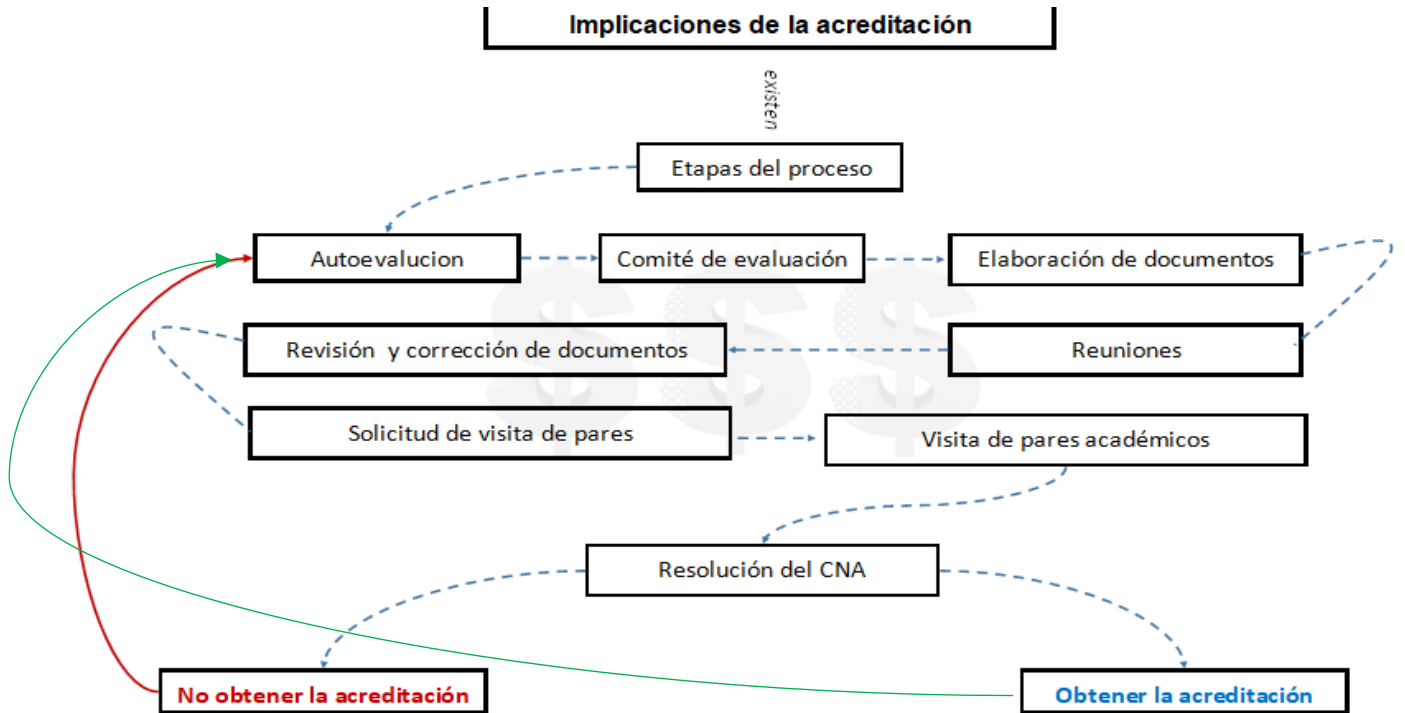 Implicaciones de la acreditación
existen
Etapas del proceso
Autoevalucion
Comité de evaluación
Elaboración de documentos
Revisión y corrección de documentos
Reuniones
Solicitud de visita de pares
Visita de pares académicos
Resolución del CNA
No obtener la acreditación
Obtener la acreditación
$$$